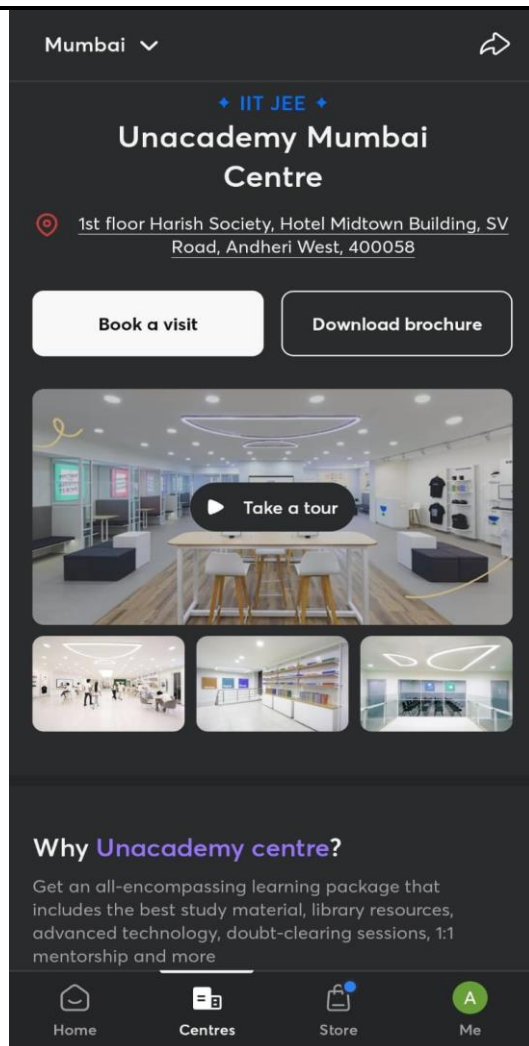 Mumbai
IIT JEE
Unacademy Mumbai
Centre
1st floor Harish Society, Hotel Midtown Building, SV
Road, Andheri West, 400058
Book a visit
Download brochure
Take a tour
Why Unacademy centre?
Get an all-encompassing learning package that
includes the best study material, library resources,
advanced technology, doubt-clearing sessions, 1:1
mentorship and more
Home
Centres
Store
A
Me